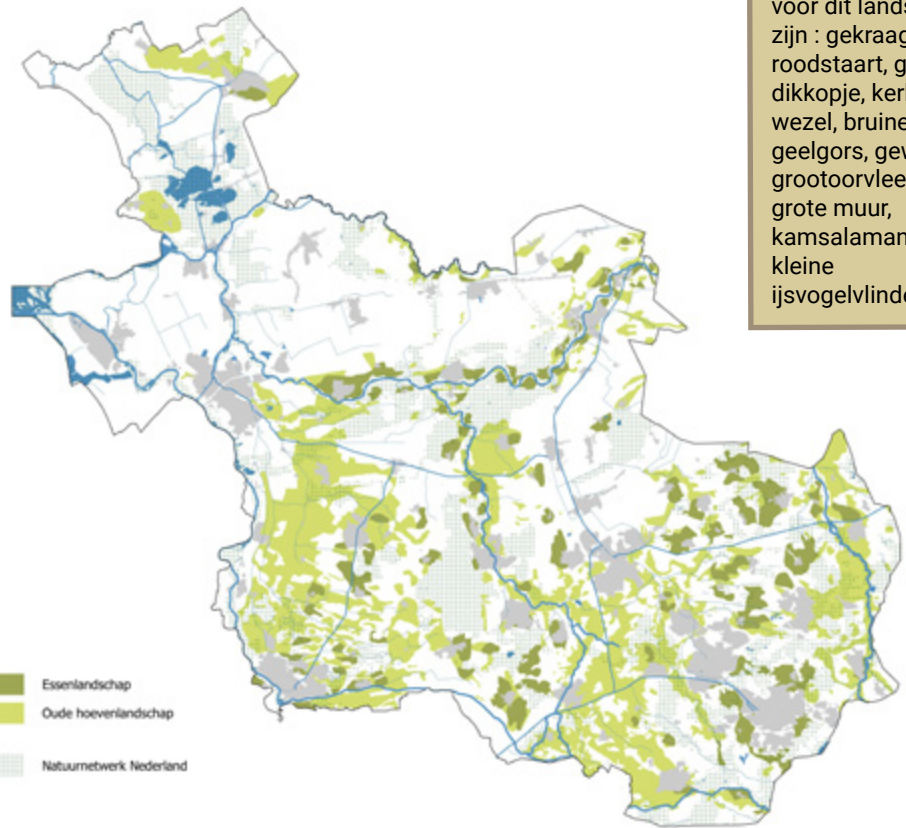 voor dit lands
zijn : gekraag
roodstaart, g
dikkopje, ker
wezel, bruine
geelgors, gev
grootoorvlee
grote muur,
kamsalaman
kleine
ijsvogelvlinde
Essenlandschap
Oude hoevenlandschap
Natuurnetwerk Nederland